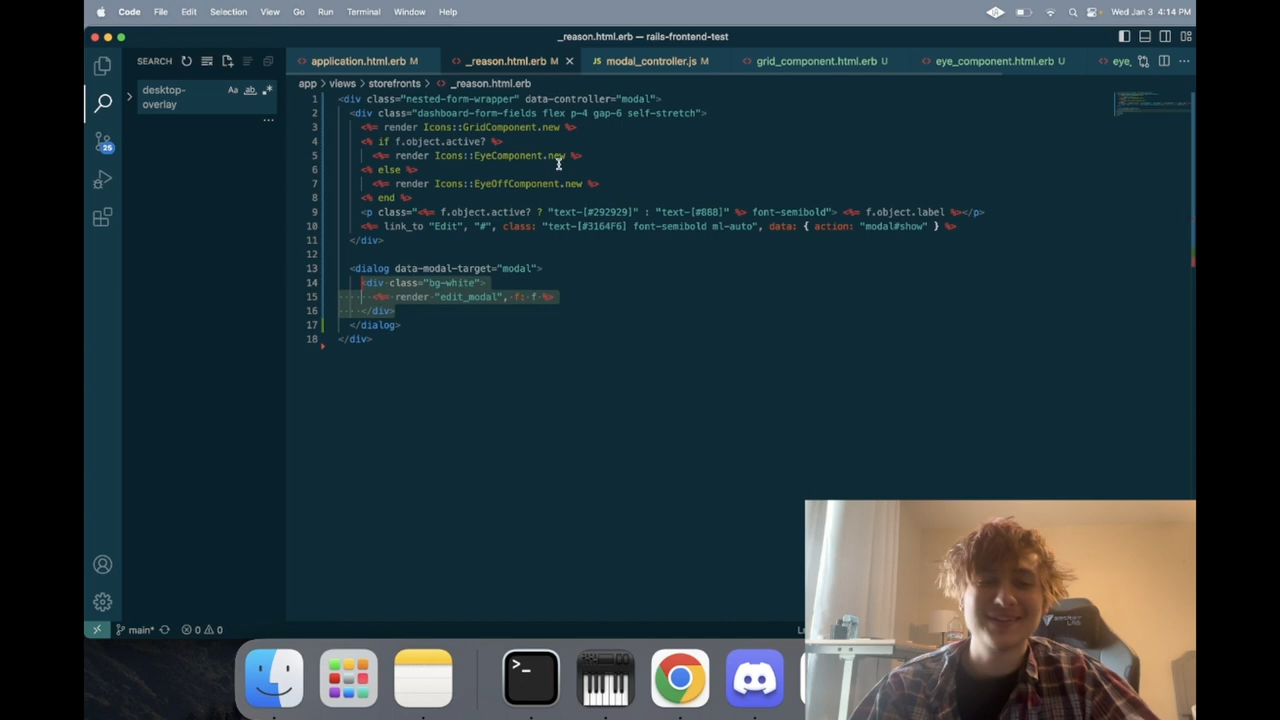 Code File Edit Selection View Go Run Terminal Window Help Wed Jan 3 4:14 PM
_reason.html.erb — rails-frontend-test
SEARCH
application.html.erb M _reason.html.erb M modal_controller.js M grid_component.html.erb U eye_component.html.erb U eye_
desktop-
overlay
Aa ab
app > views > storefronts > _reason.html.erb
1 <div class="nested-form-wrapper" data-controller="modal">
2 <div class="dashboard-form-fields flex p-4 gap-6 self-stretch">
3 <%= render Icons::GridComponent.new %>
4 <% if f.object.active? %>
5 <%= render Icons::EyeComponent.new %>
6 <% else %>
7 <%= render Icons::EyeOffComponent.new %>
8 <% end %>
9 <p class="<%= f.object.active? ? "text-[#292929]" : "text-[#888]" %> font-semibold"> <%= f.object.label %></p>
10 <%= link_to "Edit", "#", class: "text-[#3164F6] font-semibold ml-auto", data: { action: "modal#show" } %>
11 </div>
12
13 <dialog data-modal-target="modal">
14 <div class="bg-white">
15 <%= render "edit_modal", f: f %>
16 </div>
17 </dialog>
18 </div>
25
main* 0 0
SECRET
LAB
>_